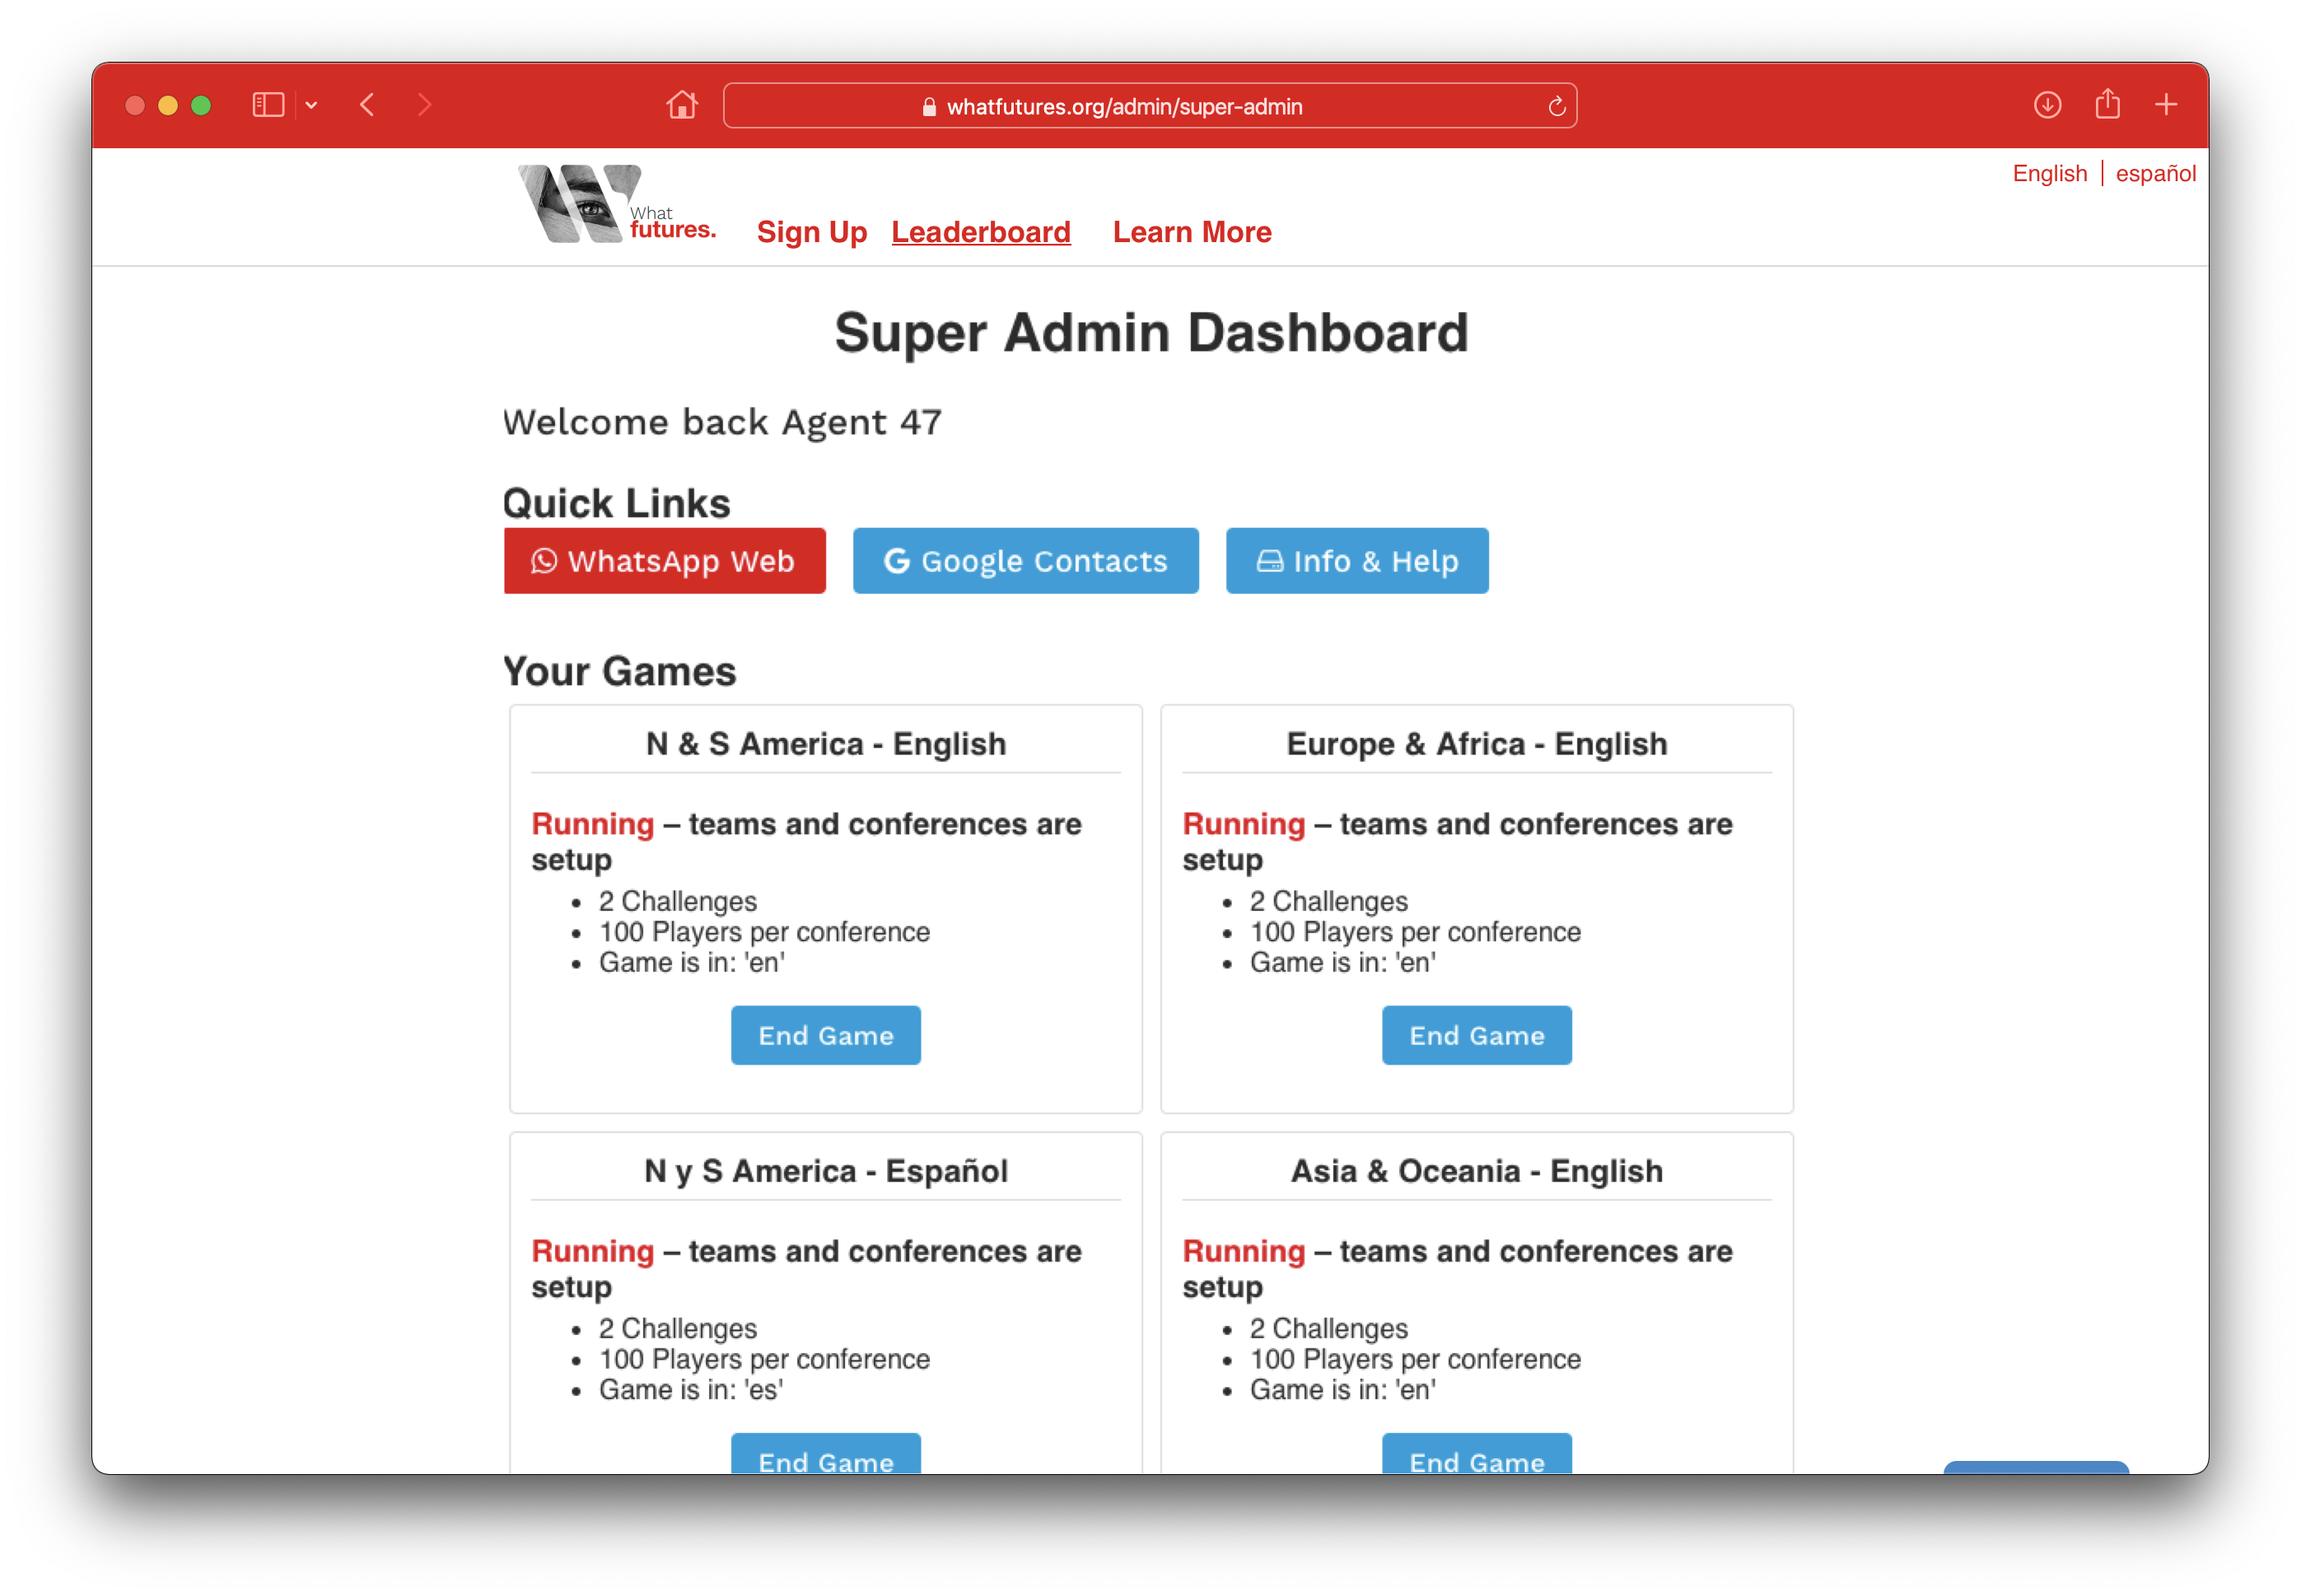 whatfutures.org/admin/super-admin
English | español
What
futures.
Sign Up Leaderboard Learn More
Super Admin Dashboard
Welcome back Agent 47
Quick Links
WhatsApp Web
Google Contacts
Info & Help
Your Games
N & S America - English
Running – teams and conferences are
setup
• 2 Challenges
• 100 Players per conference
• Game is in: 'en'
End Game
Europe & Africa - English
Running – teams and conferences are
setup
• 2 Challenges
• 100 Players per conference
• Game is in: 'en'
End Game
N y S America - Español
Running – teams and conferences are
setup
• 2 Challenges
• 100 Players per conference
• Game is in: 'es'
End Game
Asia & Oceania - English
Running – teams and conferences are
setup
• 2 Challenges
• 100 Players per conference
• Game is in: 'en'
End Game